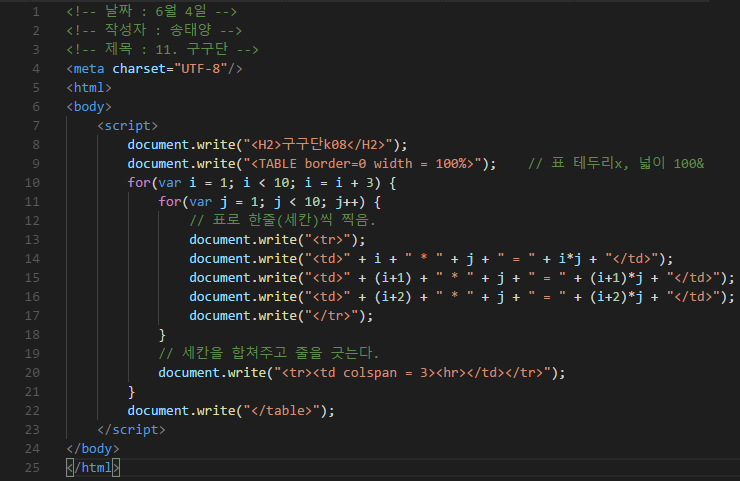 1 <!-- 날짜 : 6월 4일 -->
2 <!-- 작성자 : 송태양 -->
3 <!-- 제목 : 11. 구구단 -->
4 <meta charset="UTF-8"/>
5 <html>
6 <body>
7 <script>
8 document.write("<H2>구구단k08</H2>");
9 document.write("<TABLE border=0 width = 100%>"); // 표 테두리x, 넓이 100&
10 for(var i = 1; i < 10; i = i + 3) {
11 for(var j = 1; j < 10; j++) {
12 // 표로 한줄(세칸)씩 찍음.
13 document.write("<tr>");
14 document.write("<td>" + i + " * " + j + " = " + i*j + "</td>");
15 document.write("<td>" + (i+1) + " * " + j + " = " + (i+1)*j + "</td>");
16 document.write("<td>" + (i+2) + " * " + j + " = " + (i+2)*j + "</td>");
17 document.write("</tr>");
18 }
19 // 세칸을 합쳐주고 줄을 긋는다.
20 document.write("<tr><td colspan = 3><hr></td></tr>");
21 }
22 document.write("</table>");
23 </script>
24 </body>
25 </html>